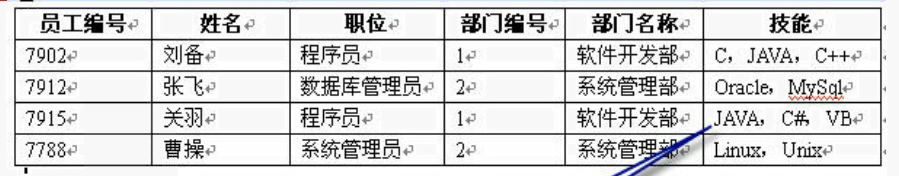 员工编号 姓名 职位 部门编号 部门名称 技能
7902 刘备 程序员 1 软件开发部 C，JAVA，C++
7912 张飞 数据库管理员 2 系统管理部 Oracle，MySql
7915 关羽 程序员 1 软件开发部 JAVA，C#，VB
7788 曹操 系统管理员 2 系统管理部 Linux，Unix